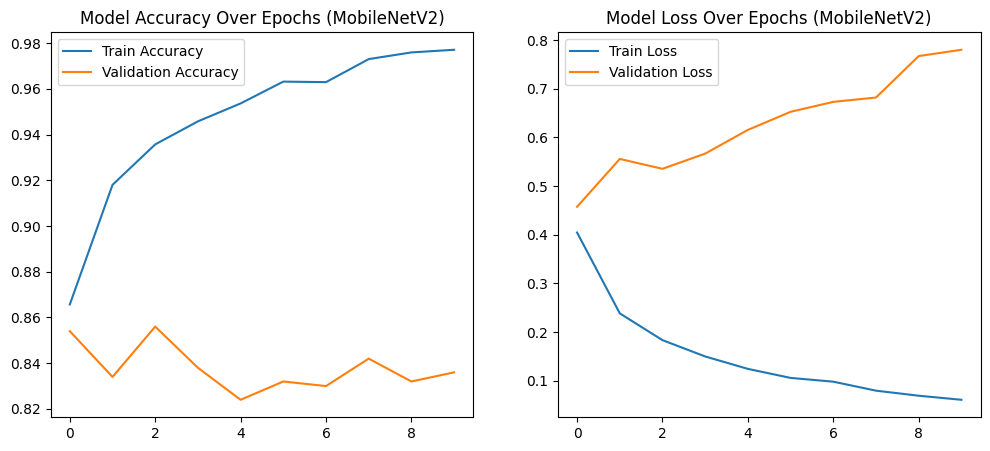 Model Accuracy Over Epochs (MobileNetV2)
Train Accuracy
Validation Accuracy
0.98
0.96
0.94
0.92
0.90
0.88
0.86
0.84
0.82
0 2 4 6 8
Model Loss Over Epochs (MobileNetV2)
Train Loss
Validation Loss
0.8
0.7
0.6
0.5
0.4
0.3
0.2
0.1
0 2 4 6 8